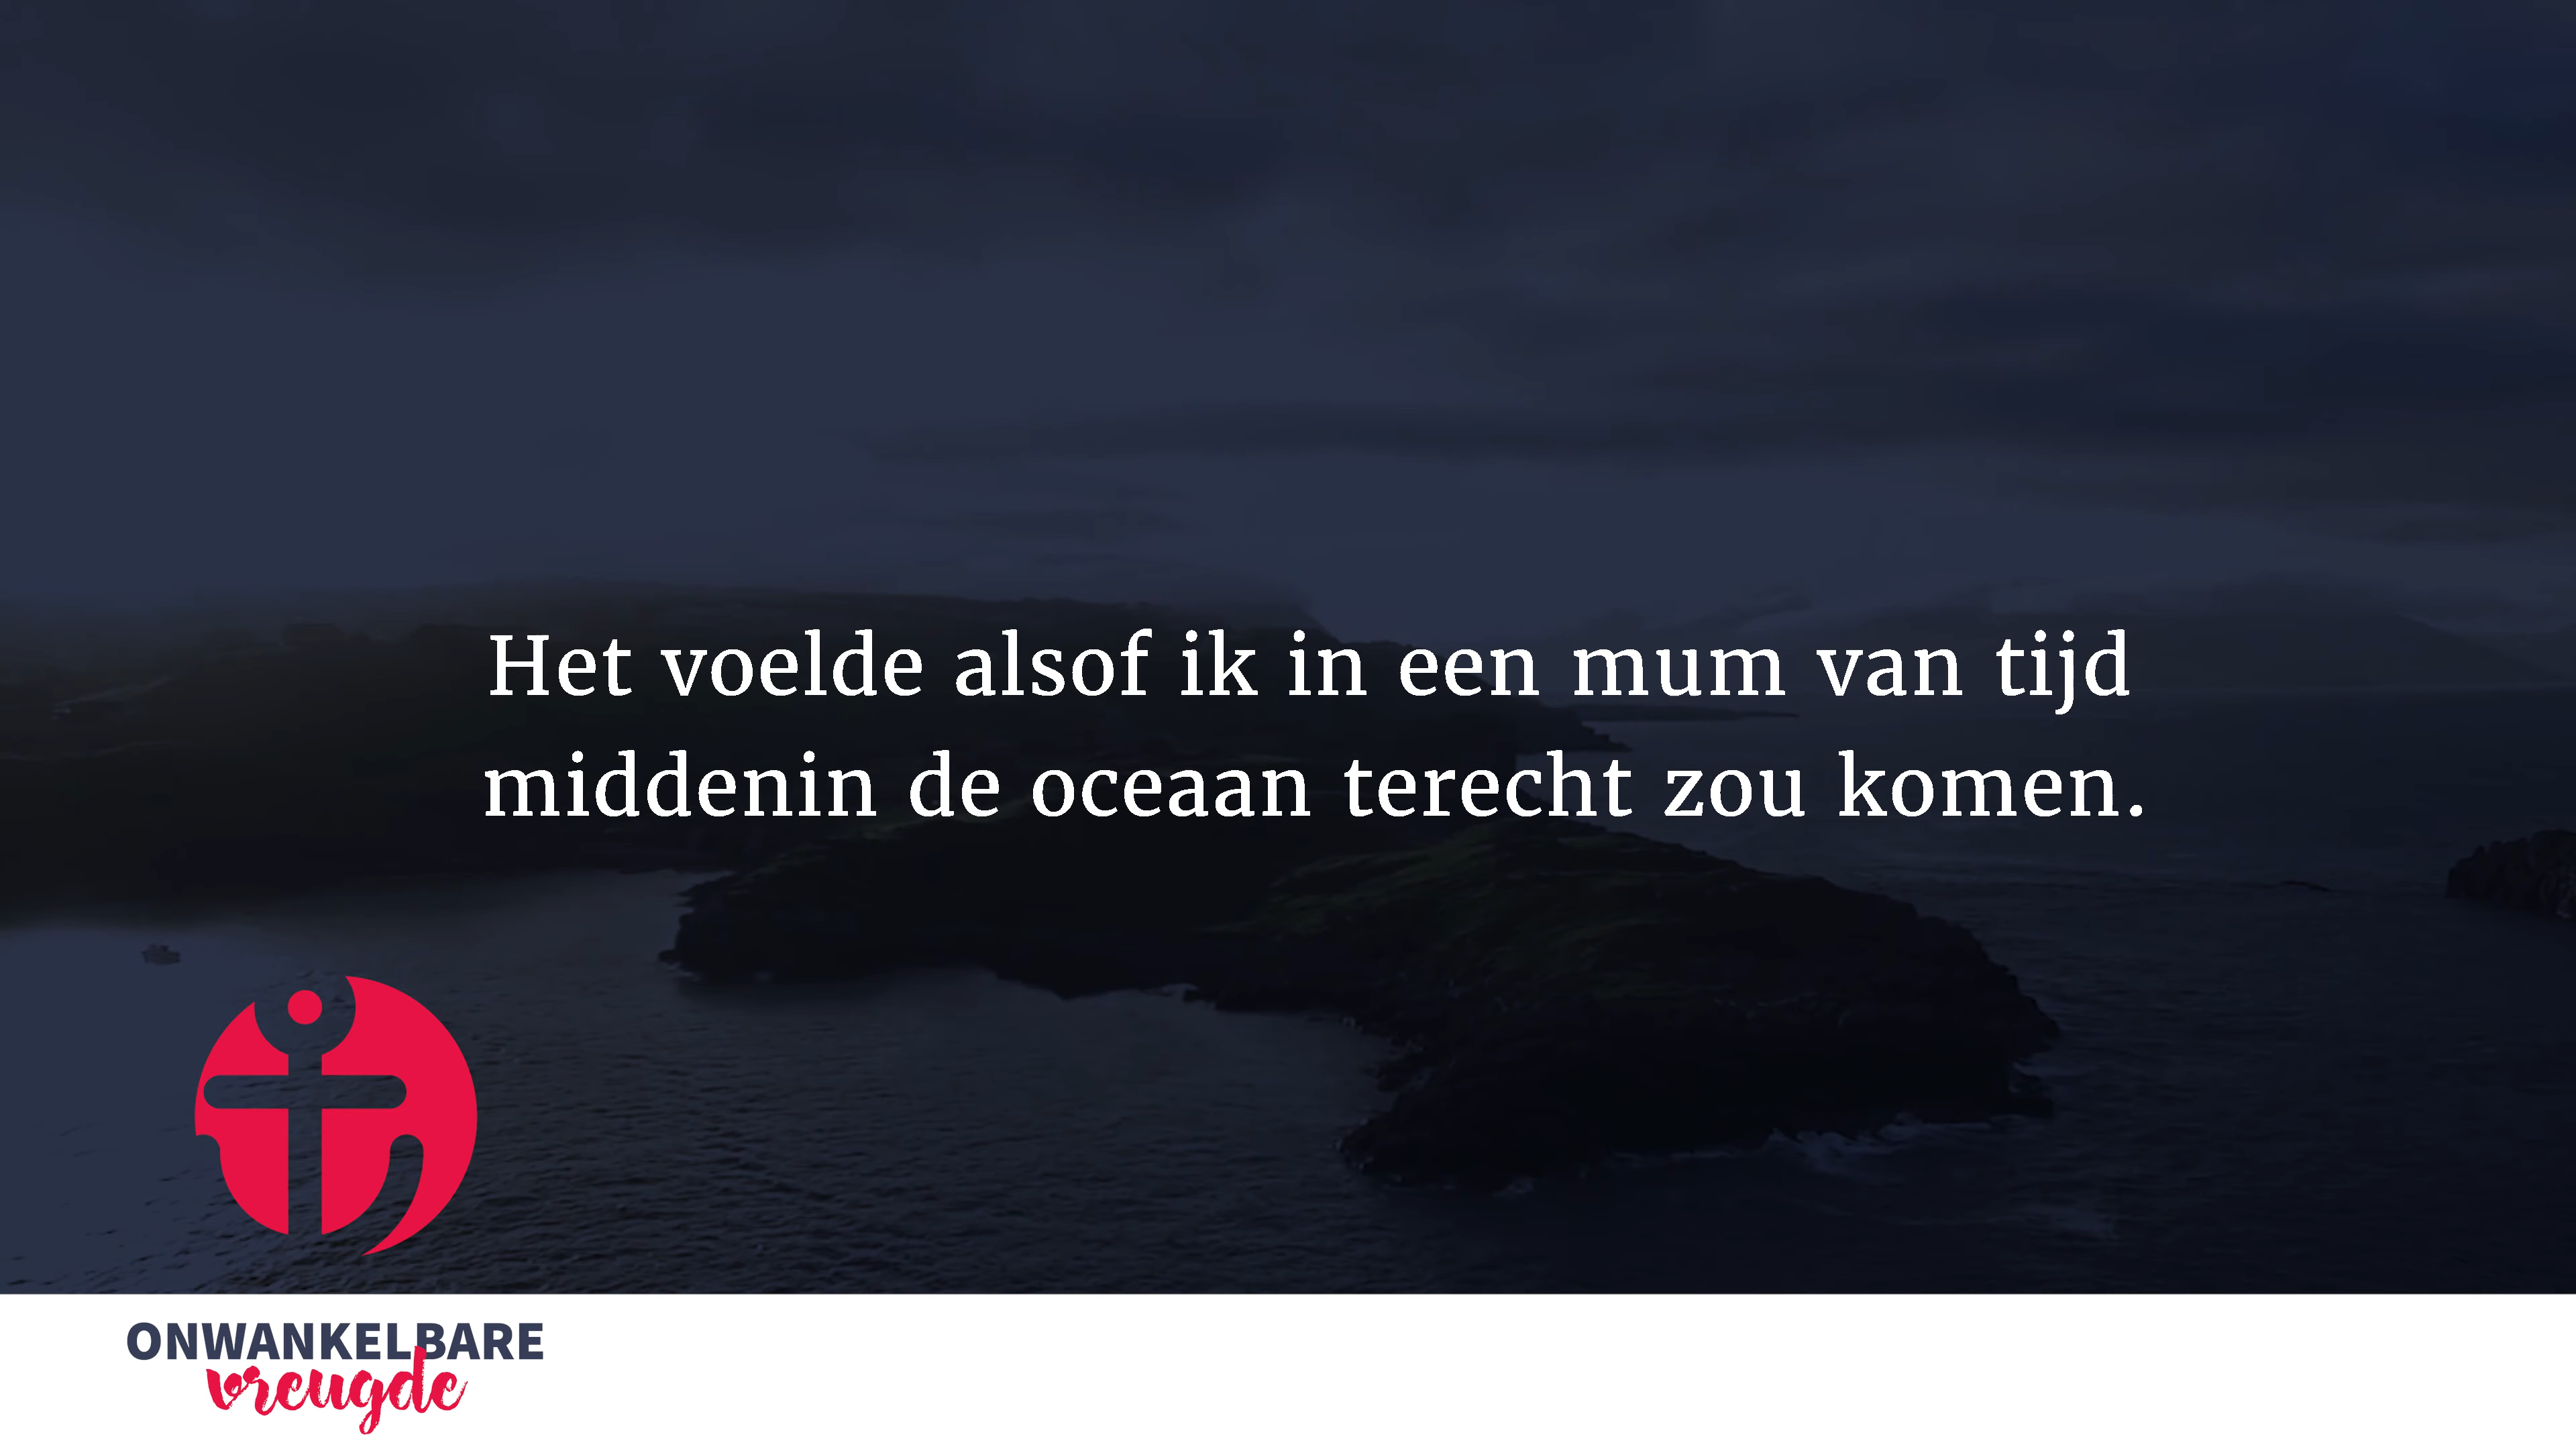 Het voelde alsof ik in een mum van tijd
middenin de oceaan terecht zou komen.
ONWANKELBARE
vreugde